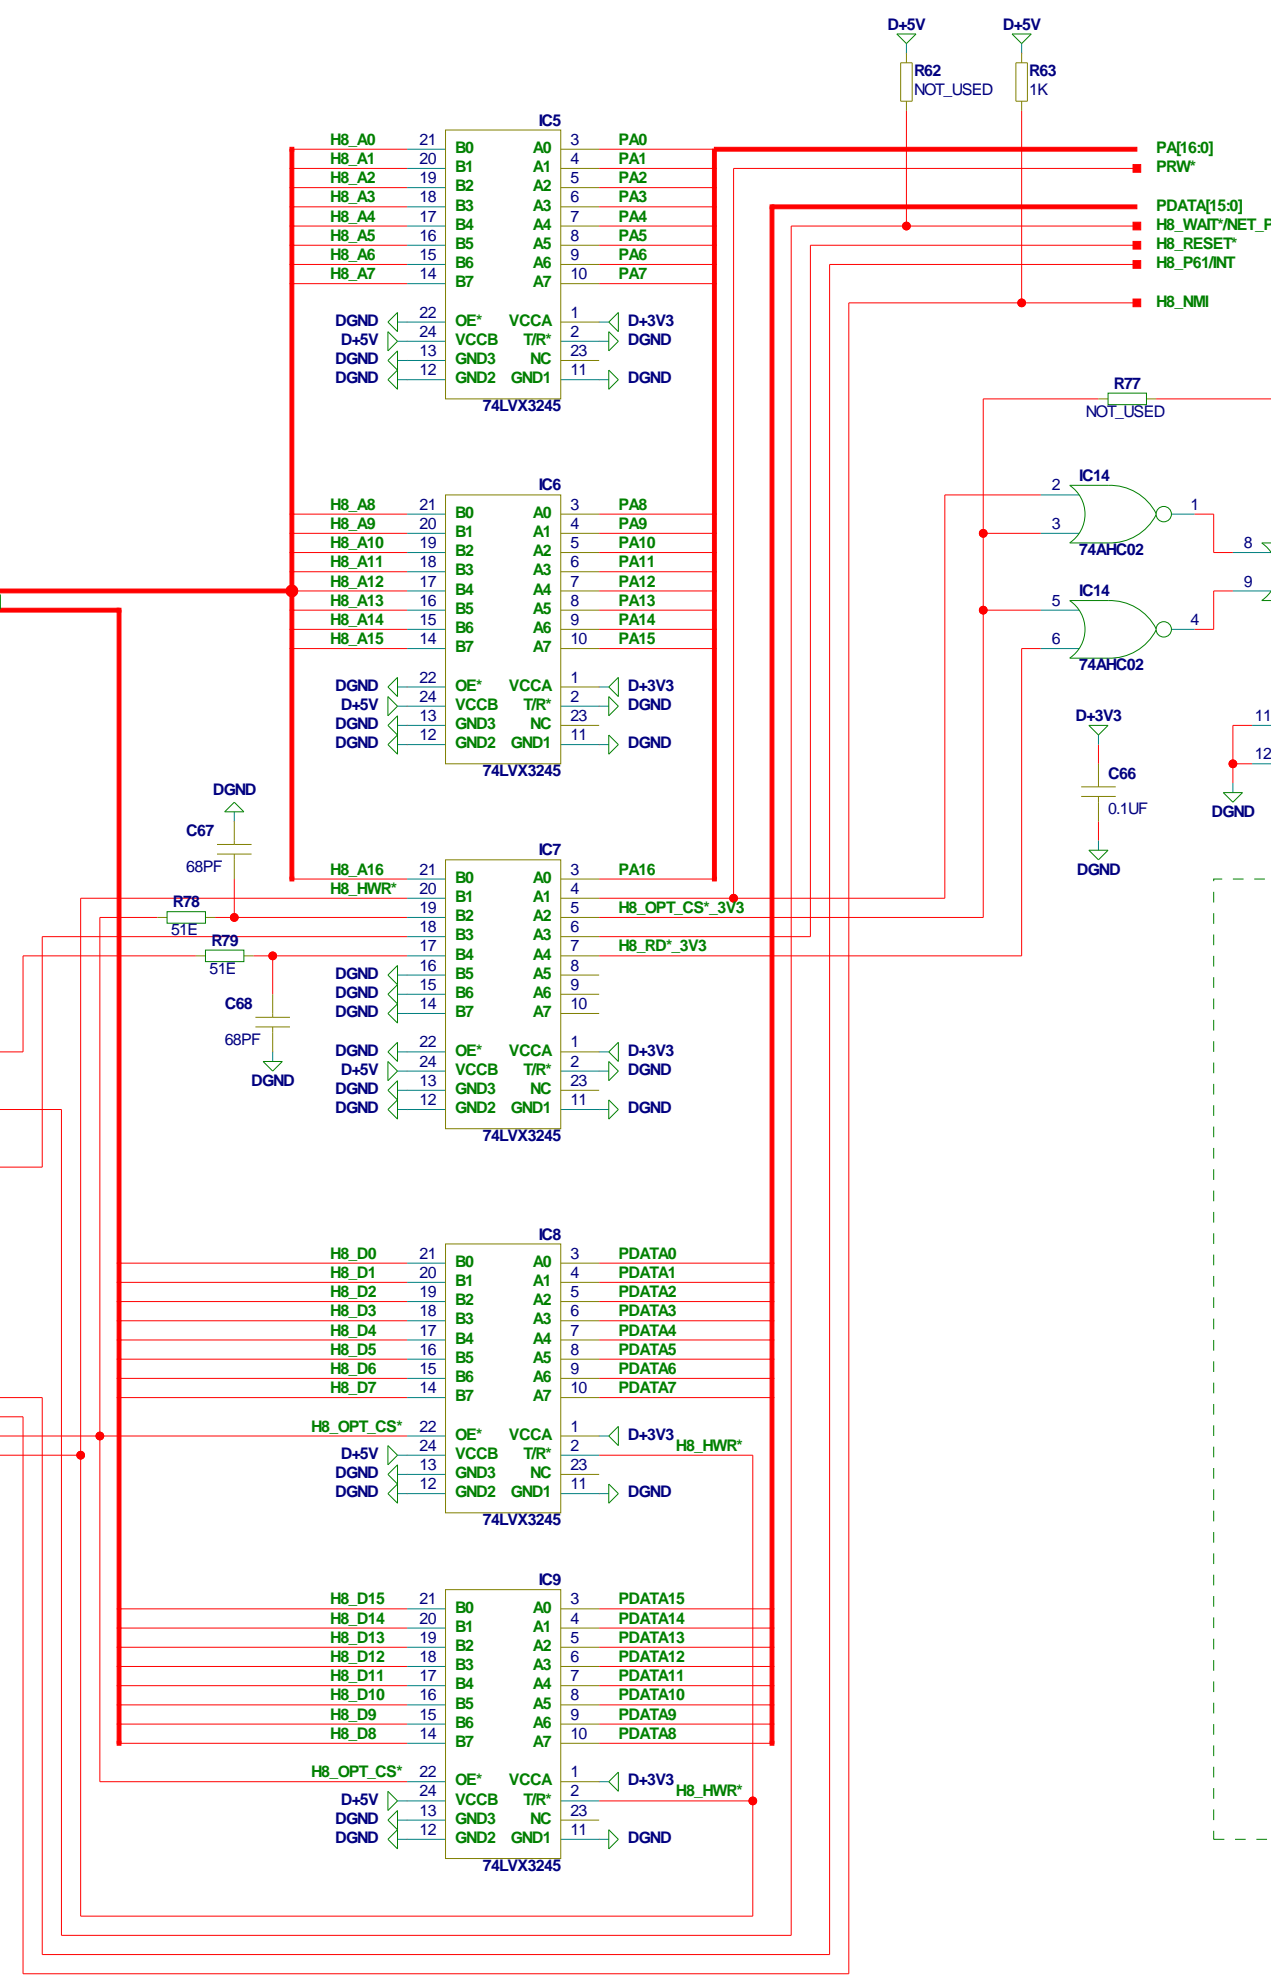 D+5V D+5V
R62
NOT_USED
R63
1K
PA[16:0]
PRW*
PDATA[15:0]
H8_WAIT*/NET_P
H8_RESET*
H8_P61/INT
H8_NMI
IC5
H8_A0 21 B0 A0 3 PA0
H8_A1 20 B1 A1 4 PA1
H8_A2 19 B2 A2 5 PA2
H8_A3 18 B3 A3 6 PA3
H8_A4 17 B4 A4 7 PA4
H8_A5 16 B5 A5 8 PA5
H8_A6 15 B6 A6 9 PA6
H8_A7 14 B7 A7 10 PA7
DGND 22 OE* VCCA 1 D+3V3
D+5V 24 VCCB T/R* 2 DGND
DGND 13 GND3 NC 23
DGND 12 GND2 GND1 11 DGND
74LVX3245
R77
NOT_USED
IC14
2 1
3
74AHC02
8
IC14
5 4
6
74AHC02
9
IC6
H8_A8 21 B0 A0 3 PA8
H8_A9 20 B1 A1 4 PA9
H8_A10 19 B2 A2 5 PA10
H8_A11 18 B3 A3 6 PA11
H8_A12 17 B4 A4 7 PA12
H8_A13 16 B5 A5 8 PA13
H8_A14 15 B6 A6 9 PA14
H8_A15 14 B7 A7 10 PA15
DGND 22 OE* VCCA 1 D+3V3
D+5V 24 VCCB T/R* 2 DGND
DGND 13 GND3 NC 23
DGND 12 GND2 GND1 11 DGND
74LVX3245
D+3V3
C66
0.1UF
DGND
11
12
DGND
DGND
C67
68PF
R78
51E
R79
51E
C68
68PF
DGND
IC7
H8_A16 21 B0 A0 3 PA16
H8_HWR* 20 B1 A1 4
19 B2 A2 5 H8_OPT_CS*_3V3
18 B3 A3 6
17 B4 A4 7 H8_RD*_3V3
DGND 16 B5 A5 8
DGND 15 B6 A6 9
DGND 14 B7 A7 10
DGND 22 OE* VCCA 1 D+3V3
D+5V 24 VCCB T/R* 2 DGND
DGND 13 GND3 NC 23
DGND 12 GND2 GND1 11 DGND
74LVX3245
IC8
H8_D0 21 B0 A0 3 PDATA0
H8_D1 20 B1 A1 4 PDATA1
H8_D2 19 B2 A2 5 PDATA2
H8_D3 18 B3 A3 6 PDATA3
H8_D4 17 B4 A4 7 PDATA4
H8_D5 16 B5 A5 8 PDATA5
H8_D6 15 B6 A6 9 PDATA6
H8_D7 14 B7 A7 10 PDATA7
H8_OPT_CS* 22 OE* VCCA 1 D+3V3
D+5V 24 VCCB T/R* 2 H8_HWR*
DGND 13 GND3 NC 23
DGND 12 GND2 GND1 11 DGND
74LVX3245
IC9
H8_D15 21 B0 A0 3 PDATA15
H8_D14 20 B1 A1 4 PDATA14
H8_D13 19 B2 A2 5 PDATA13
H8_D12 18 B3 A3 6 PDATA12
H8_D11 17 B4 A4 7 PDATA11
H8_D10 16 B5 A5 8 PDATA10
H8_D9 15 B6 A6 9 PDATA9
H8_D8 14 B7 A7 10 PDATA8
H8_OPT_CS* 22 OE* VCCA 1 D+3V3
D+5V 24 VCCB T/R* 2 H8_HWR*
DGND 13 GND3 NC 23
DGND 12 GND2 GND1 11 DGND
74LVX3245